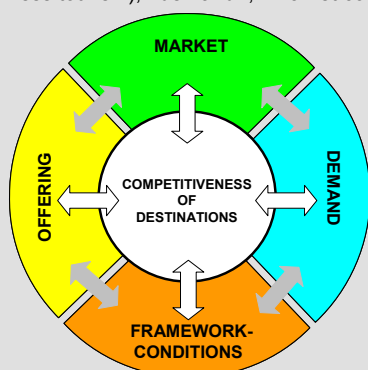 MARKET
OFFERING
COMPETITIVENESS
OF
DESTINATIONS
DEMAND
FRAMEWORK-
CONDITIONS